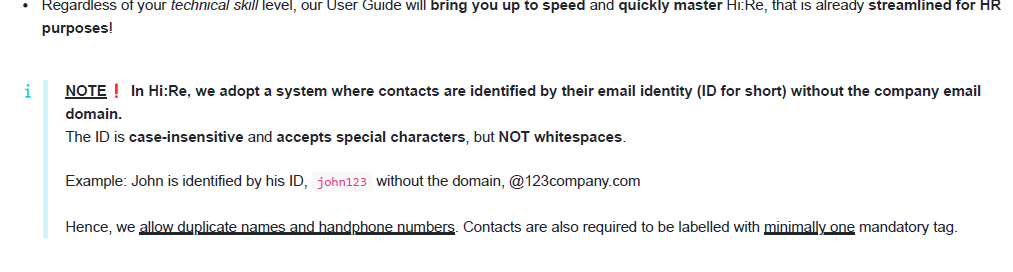 Regardless of your technical skill level, our User Guide will bring you up to speed and quickly master Hi:Re, that is already streamlined for HR
purposes!
NOTE❗ In Hi:Re, we adopt a system where contacts are identified by their email identity (ID for short) without the company email
domain.
The ID is case-insensitive and accepts special characters, but NOT whitespaces.
Example: John is identified by his ID, john123 without the domain, @123company.com
Hence, we allow duplicate names and handphone numbers. Contacts are also required to be labelled with minimally one mandatory tag.